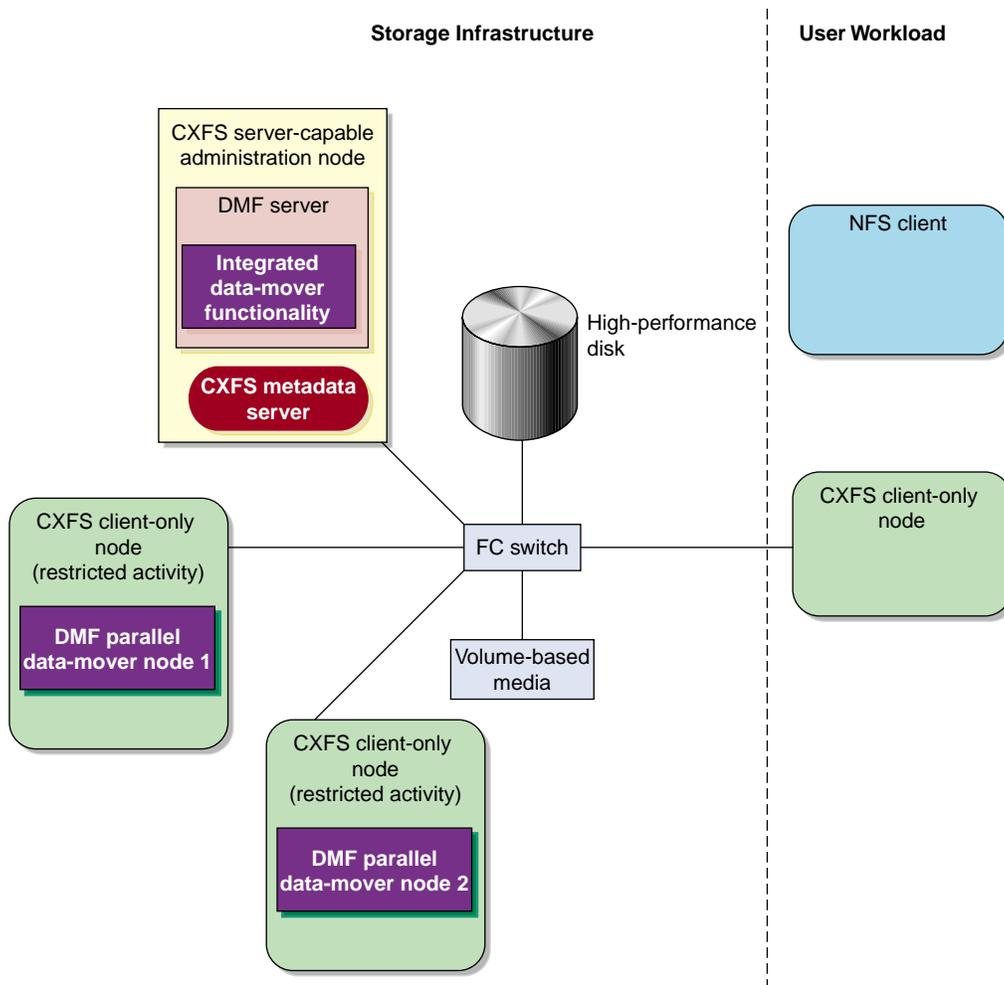 Storage Infrastructure
User Workload
CXFS server-capable
administration node
DMF server
Integrated
data-mover
functionality
CXFS metadata
server
High-performance
disk
NFS client
CXFS client-only
node
(restricted activity)
DMF parallel
data-mover node 1
FC switch
CXFS client-only
node
Volume-based
media
CXFS client-only
node
(restricted activity)
DMF parallel
data-mover node 2